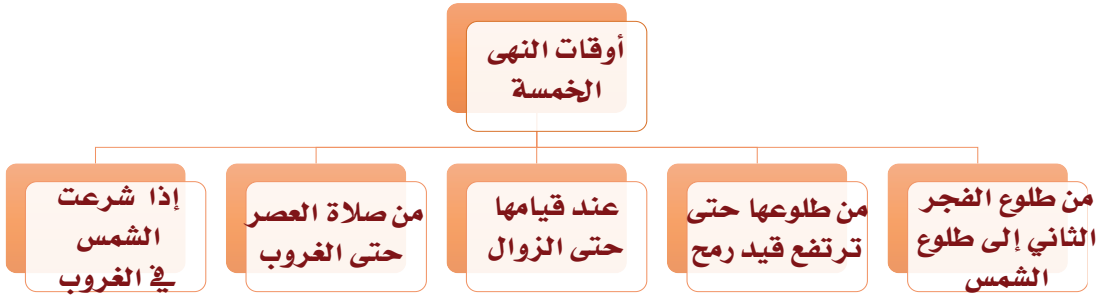 أوقات النهى
الخمسة
من طلوع الفجر
الثاني إلى طلوع
الشمس
من طلوعها حتى
ترتفع قيد رمح
عند قيامها
حتى الزوال
من صلاة العصر
حتى الغروب
إذا شرعت
الشمس
في الغروب